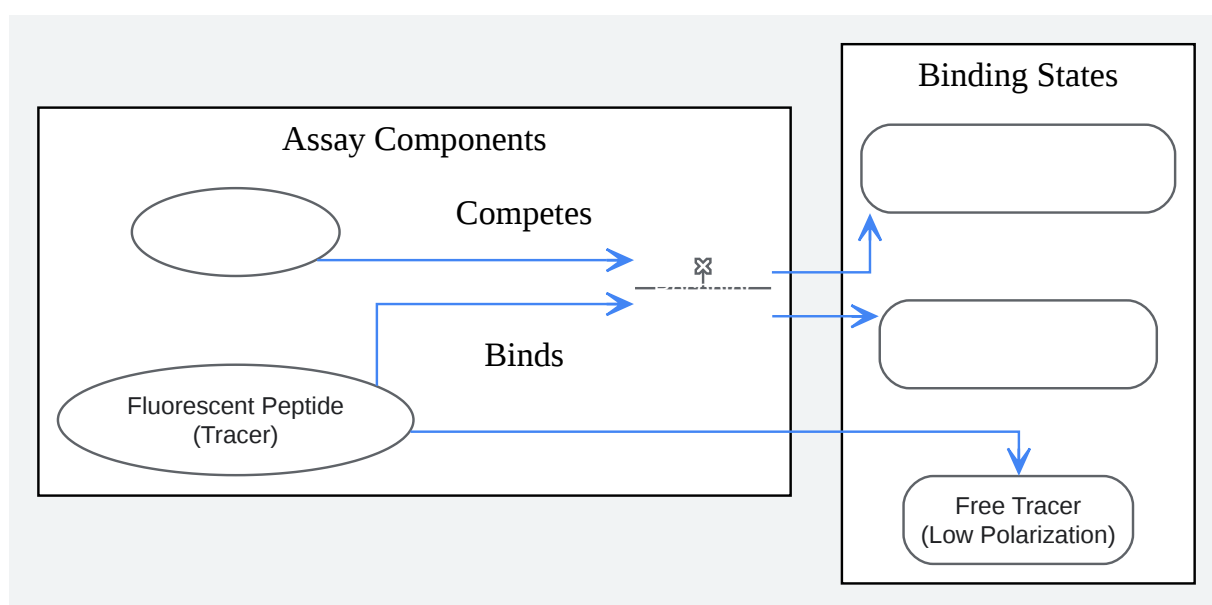 Binding States
Assay Components
Competes
Binds
Fluorescent Peptide
(Tracer)
Free Tracer
(Low Polarization)